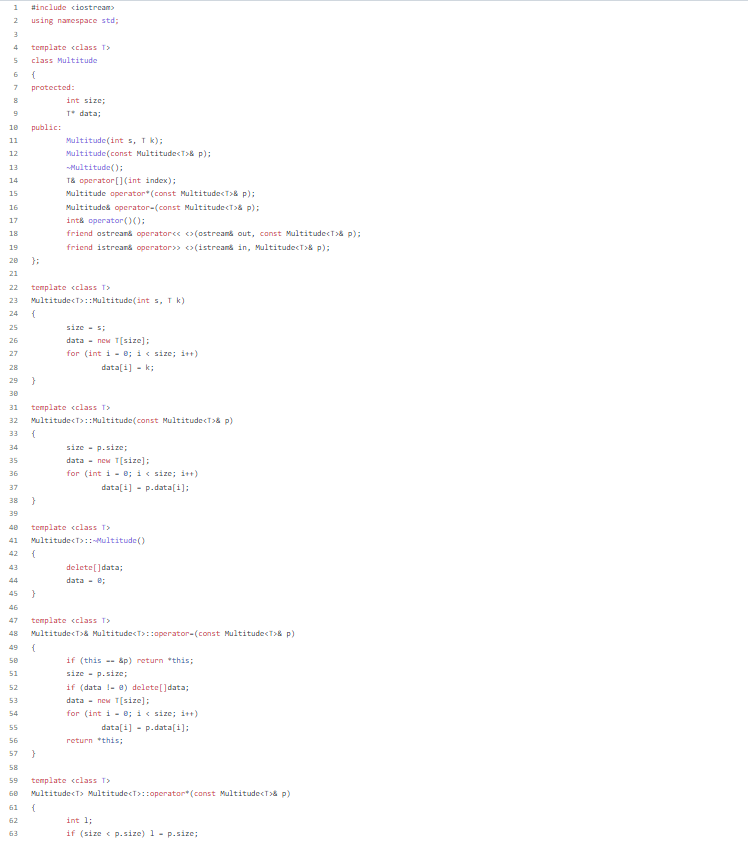 1 #include <iostream>
2 using namespace std;
3
4 template <class T>
5 class Multitude
6 {
7 protected:
8 int size;
9 T* data;
10 public:
11 Multitude(int s, T k);
12 Multitude(const Multitude<T>& p);
13 ~Multitude();
14 T& operator[](int index);
15 Multitude operator*(const Multitude<T>& p);
16 Multitude& operator=(const Multitude<T>& p);
17 int& operator()();
18 friend ostream& operator<< <>(ostream& out, const Multitude<T>& p);
19 friend istream& operator>> <>(istream& in, Multitude<T>& p);
20 };
21
22 template <class T>
23 Multitude<T>::Multitude(int s, T k)
24 {
25 size = s;
26 data = new T[size];
27 for (int i = 0; i < size; i++)
28 data[i] = k;
29 }
30
31 template <class T>
32 Multitude<T>::Multitude(const Multitude<T>& p)
33 {
34 size = p.size;
35 data = new T[size];
36 for (int i = 0; i < size; i++)
37 data[i] = p.data[i];
38 }
39
40 template <class T>
41 Multitude<T>::~Multitude()
42 {
43 delete[]data;
44 data = 0;
45 }
46
47 template <class T>
48 Multitude<T>& Multitude<T>::operator=(const Multitude<T>& p)
49 {
50 if (this == &p) return *this;
51 size = p.size;
52 if (data != 0) delete[]data;
53 data = new T[size];
54 for (int i = 0; i < size; i++)
55 data[i] = p.data[i];
56 return *this;
57 }
58
59 template <class T>
60 Multitude<T> Multitude<T>::operator*(const Multitude<T>& p)
61 {
62 int l;
63 if (size < p.size) l = p.size;